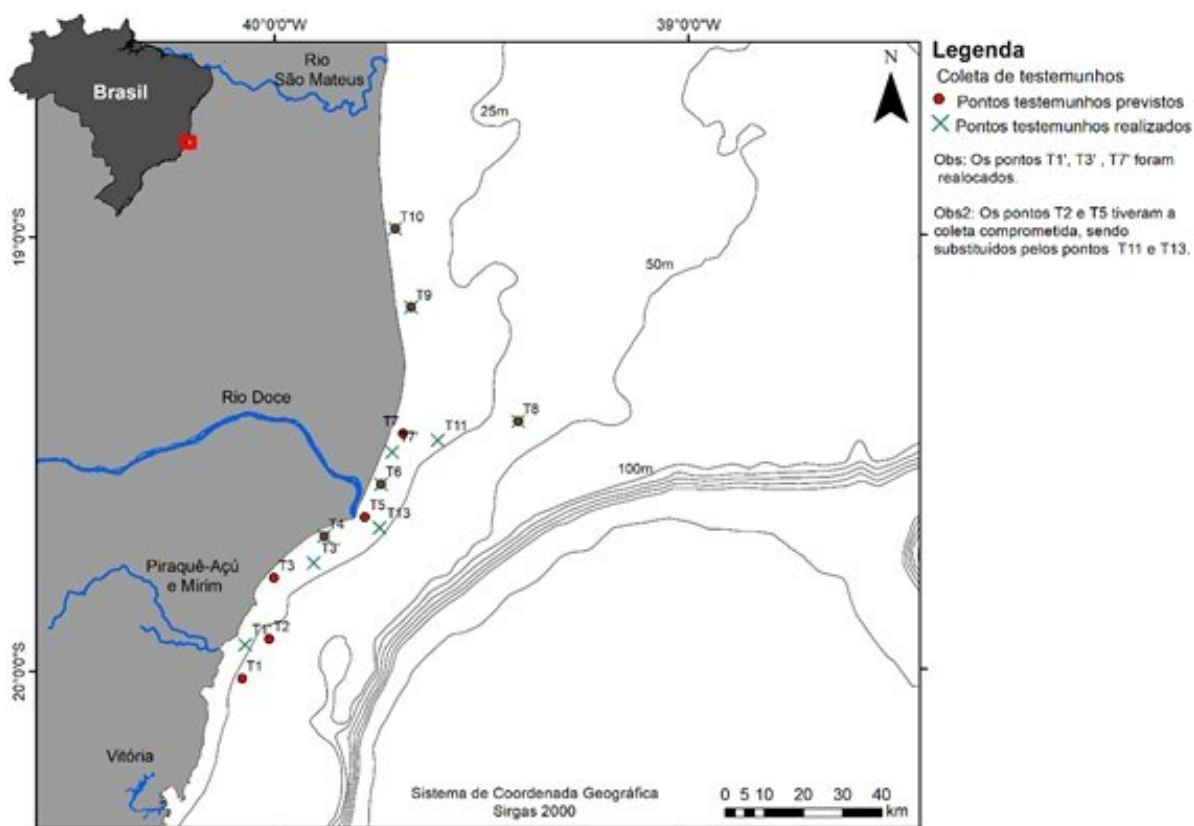 40°0'0"W
39°0'0"W
Rio
São Mateus
Brasil
N
25m
T10
19°0'0"S
T9
50m
Rio Doce
T7
T7'
T11
T8
T6
100m
T5
T13
T4
T3'
Piraquê-Açú
e Mirim
T3
T1'
T2
T1
20°0'0"S
Vitória
Sistema de Coordenada Geográfica
Sirgas 2000
0 5 10 20 30 40
km
Legenda
Coleta de testemunhos
Pontos testemunhos previstos
Pontos testemunhos realizados
Obs: Os pontos T1', T3' , T7' foram
realocados.
Obs2: Os pontos T2 e T5 tiveram a
coleta comprometida, sendo
substituídos pelos pontos T11 e T13.